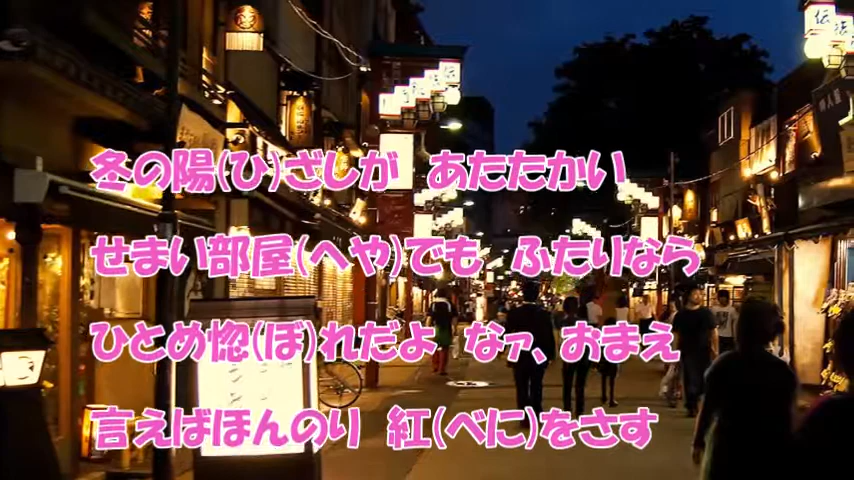 冬の陽(ひ)ざしが　あたたかい
せまい部屋(へや)でも　ふたりなら
ひとめ惚(ぼ)れだよ　なァ、おまえ
言えばほんのり　紅(べに)をさす